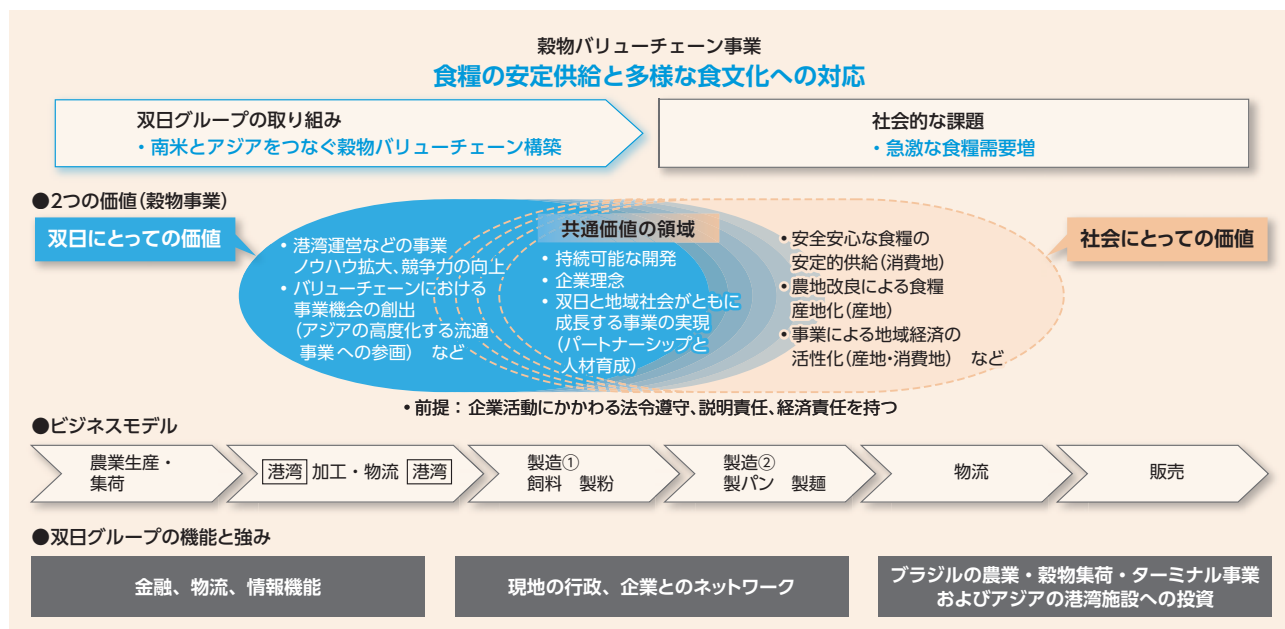 穀物バリューチェーン事業
食糧の安定供給と多様な食文化への対応
双日グループの取り組み
・南米とアジアをつなぐ穀物バリューチェーン構築
社会的な課題
・急激な食糧需要増
●2つの価値(穀物事業)
双日にとっての価値
• 港湾運営などの事業
ノウハウ拡大、競争力の向上
• バリューチェーンにおける
事業機会の創出
(アジアの高度化する流通
事業への参画) など
共通価値の領域
• 持続可能な開発
• 企業理念
• 双日と地域社会がともに
成長する事業の実現
(パートナーシップと
人材育成)
社会にとっての価値
• 安全安心な食糧の
安定的供給(消費地)
• 農地改良による食糧
産地化(産地)
• 事業による地域経済の
活性化(産地・消費地) など
• 前提： 企業活動にかかわる法令遵守、説明責任、経済責任を持つ
●ビジネスモデル
農業生産・
集荷
港湾 加工・物流 港湾
製造①
飼料 製粉
製造②
製パン 製麺
物流
販売
●双日グループの機能と強み
金融、物流、情報機能
現地の行政、企業とのネットワーク
ブラジルの農業・穀物集荷・ターミナル事業
およびアジアの港湾施設への投資